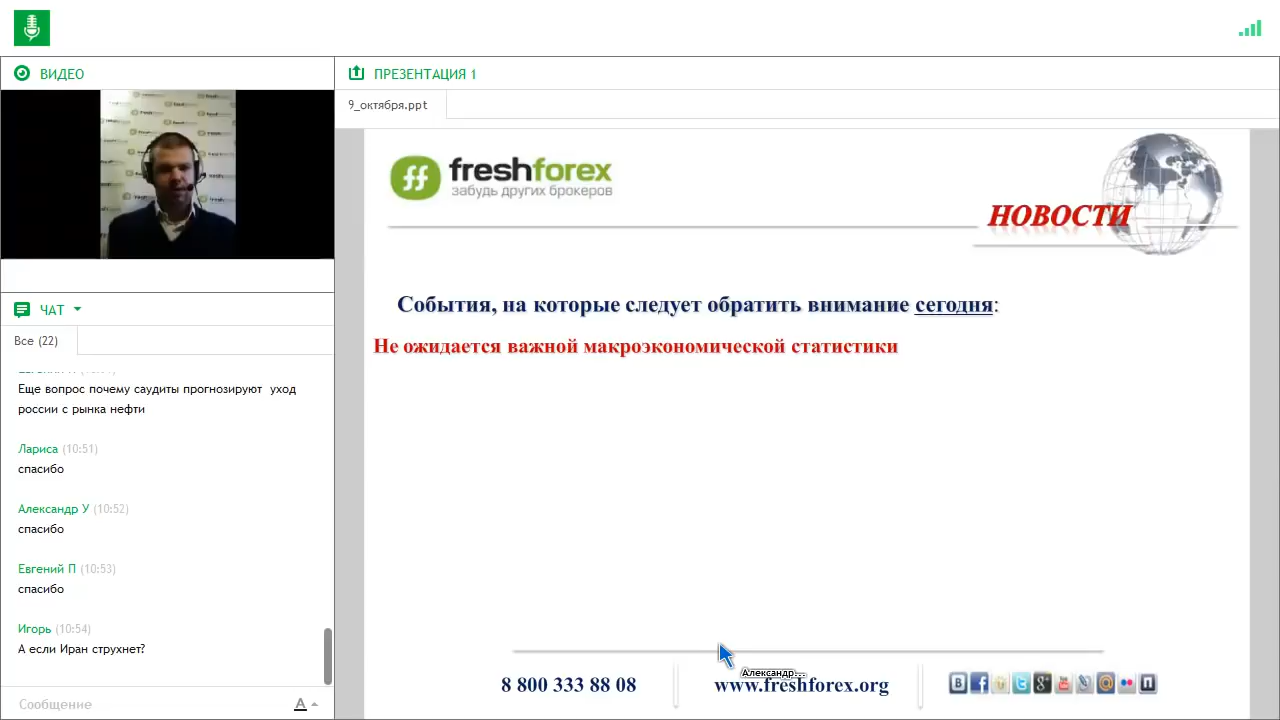 ВИДЕО
ПРЕЗЕНТАЦИЯ 1
9_октября.ppt
freshforex
забудь других брокеров
НОВОСТИ
События, на которые следует обратить внимание сегодня:
Не ожидается важной макроэкономической статистики
8 800 333 88 08
www.freshforex.org
Александр...
ЧАТ
Все (22)
Еще вопрос почему саудиты прогнозируют уход
россии с рынка нефти
Лариса (10:51)
спасибо
Александр У (10:52)
спасибо
Евгений П (10:53)
спасибо
Игорь (10:54)
А если Иран струхнет?
Сообщение
A